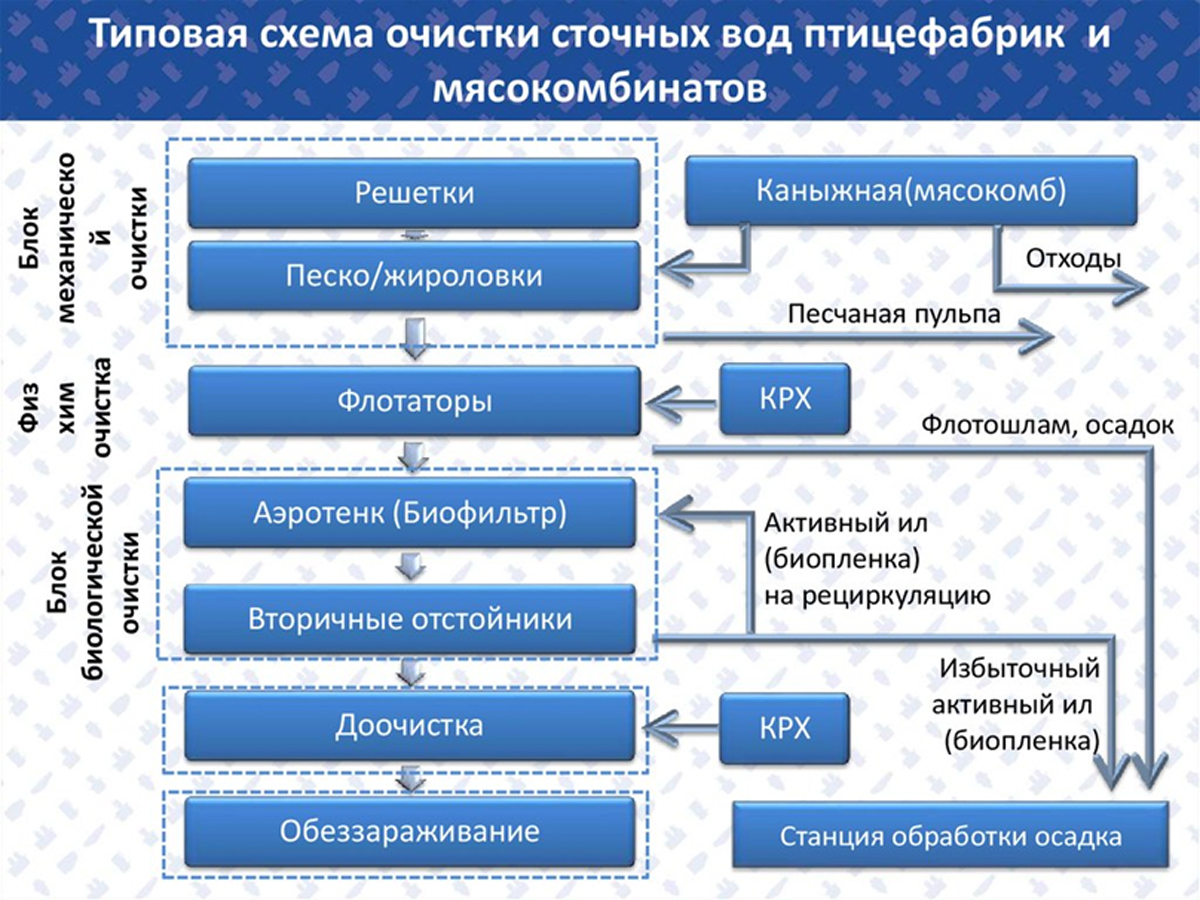 Типовая схема очистки сточных вод птицефабрик и
мясокомбинатов
Блок
механическо
й
очистки
Решетки
Песко/жироловки
Каныжная(мясокомб)
Отходы
Песчаная пульпа
Физ
хим
очистка
Флотаторы
КРХ
Флотошлам, осадок
Блок
биологической
очистки
Аэротенк (Биофильтр)
Активный ил
(биопленка)
на рециркуляцию
Вторичные отстойники
Избыточный
активный ил
(биопленка)
Доочистка
КРХ
Обеззараживание
Станция обработки осадка